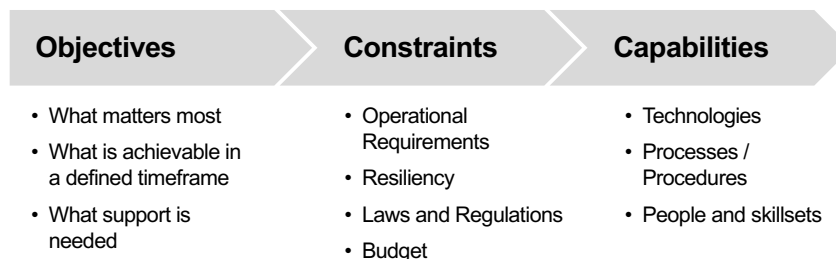 Objectives
• What matters most
• What is achievable in
a defined timeframe
• What support is
needed
Constraints
• Operational
Requirements
• Resiliency
• Laws and Regulations
• Budget
Capabilities
• Technologies
• Processes /
Procedures
• People and skillsets